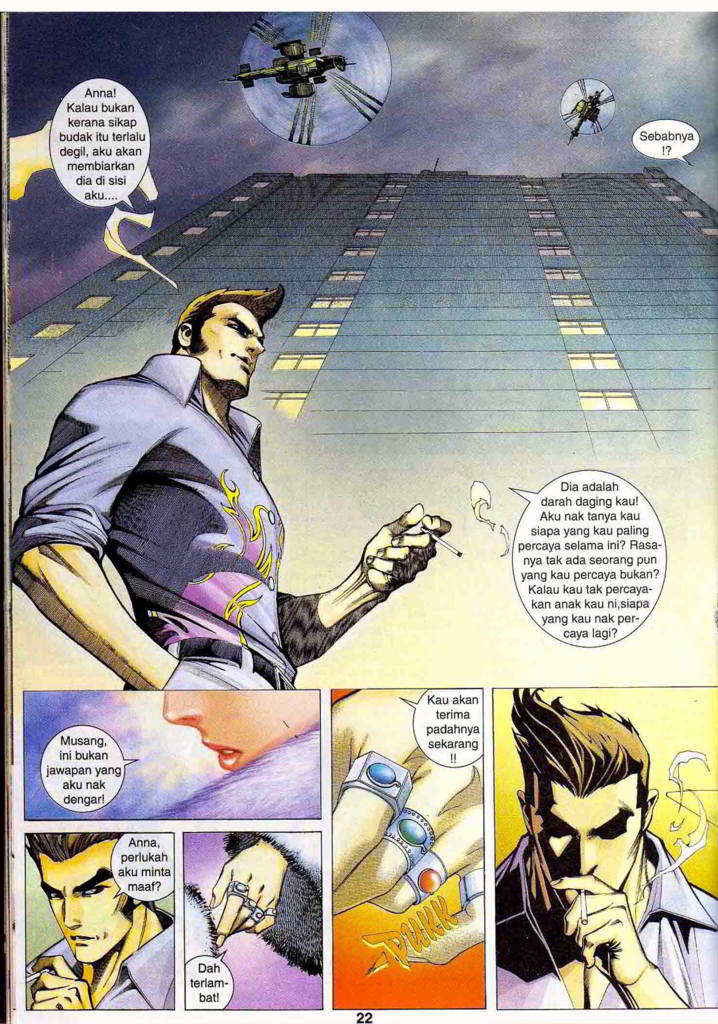 Anna!
Kalau bukan
kerana sikap
budak itu terlalu
degil, aku akan
membiarkan
dia di sisi
aku....
Sebabnya
!?
Dia adalah
darah daging kau!
Aku nak tanya kau
siapa yang kau paling
percaya selama ini? Rasa-
nya tak ada seorang pun
yang kau percaya bukan?
Kalau kau tak percaya-
kan anak kau ni,siapa
yang kau nak per-
caya lagi?
Musang,
ini bukan
jawapan yang
aku nak
dengar!
Anna,
perlukah
aku minta
maaf?
Dah
terlam-
bat!
Kau akan
terima
padahnya
sekarang
!!
22